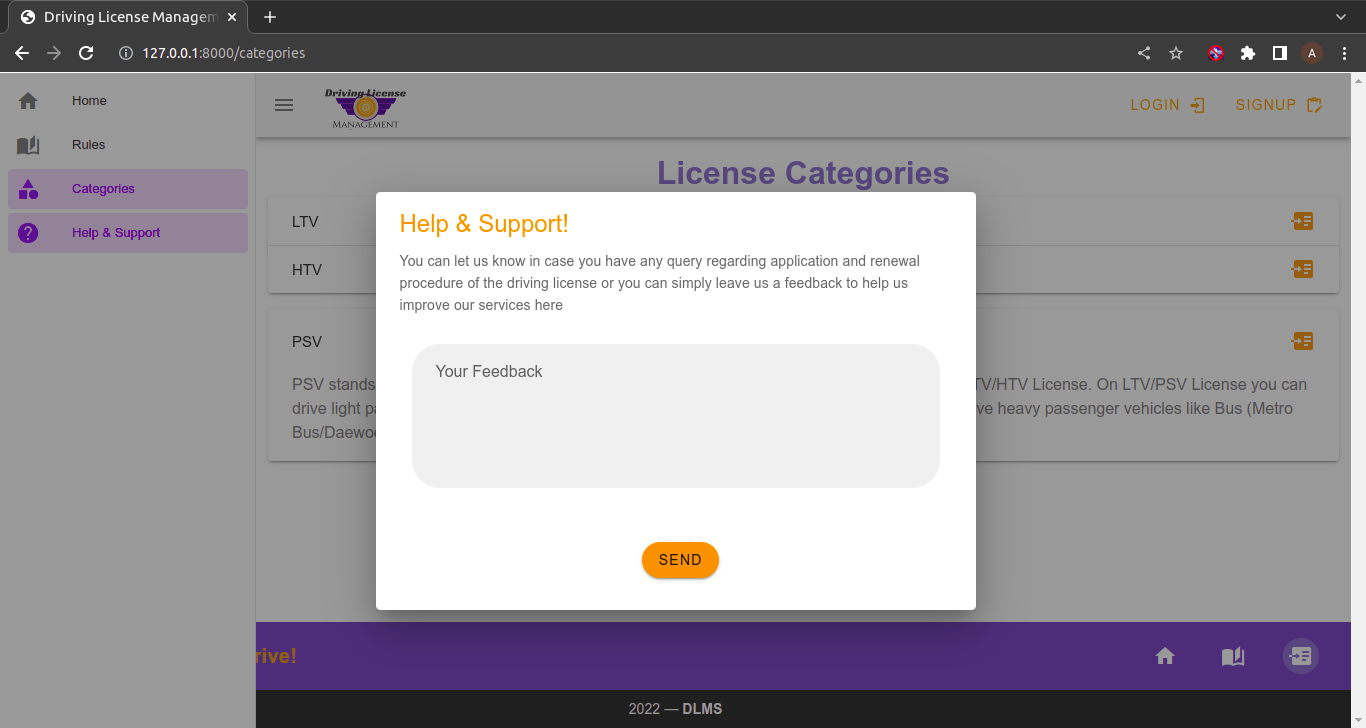 Driving License Managem
127.0.0.1:8000/categories
Home
Rules
Categories
Help & Support
Driving License
MANAGEMENT
LOGIN
SIGNUP
A
License Categories
LTV
HTV
PSV
PSV stands
TV/HTV License. On LTV/PSV License you can
drive light pa
ve heavy passenger vehicles like Bus (Metro
Bus/Daewo
Help & Support!
You can let us know in case you have any query regarding application and renewal
procedure of the driving license or you can simply leave us a feedback to help us
improve our services here
Your Feedback
SEND
rive!
2022 — DLMS